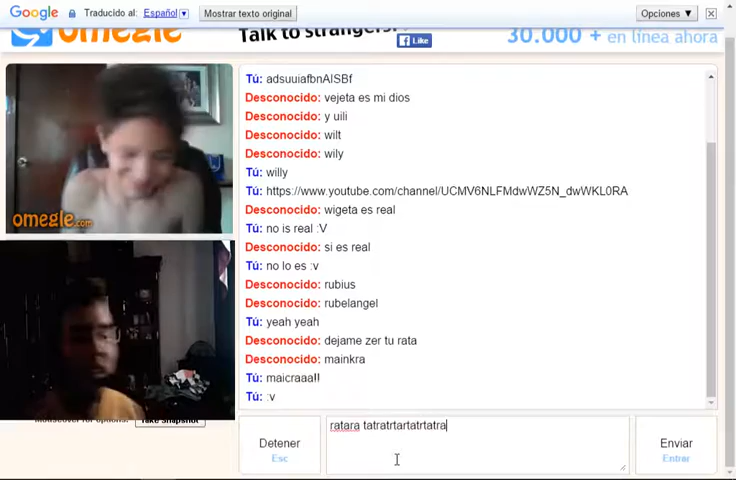 Google
Traducido al:
Español
Mostrar texto original
Opciones ▼
omegle
Talk to strangers!
Like
30.000 + en línea ahora
omegle.com
Tú: adsuuiafbnAlSBf
Desconocido: vejeta es mi dios
Desconocido: y uili
Desconocido: wilt
Desconocido: wily
Tú: willy
Tú: https://www.youtube.com/channel/UCMV6NLFMdwWZ5N_dwWKL0RA
Desconocido: wigeta es real
Tú: no is real :V
Desconocido: si es real
Tú: no lo es :v
Desconocido: rubius
Desconocido: rubelangel
Tú: yeah yeah
Desconocido: dejame zer tu rata
Desconocido: mainkra
Tú: maicraaa!!
Tú: :v
Take Snapshot
Detener
Esc
ratara tatratrtartatrtatra
Enviar
Entrar